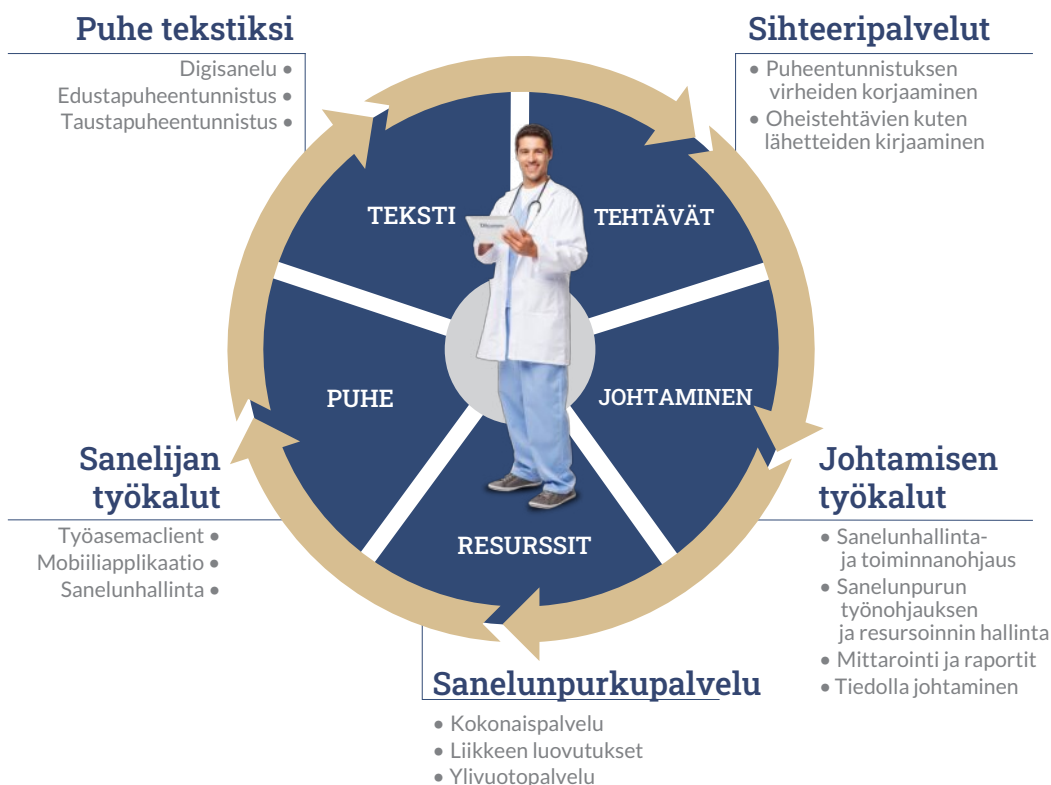 Puhe tekstiksi
Digisanelu •
Edustapuheentunnistus •
Taustapuheentunnistus •
Sihteeripalvelut
• Puheentunnistuksen
virheiden korjaaminen
• Oheistehtävien kuten
lähetteiden kirjaaminen
TEKSTI
TEHTÄVÄT
PUHE
JOHTAMINEN
RESURSSIT
Sanelijan
työkalut
Työasemaclient •
Mobiiliapplikaatio •
Sanelunhallinta •
Johtamisen
työkalut
• Sanelunhallinta-
ja toiminnanohjaus
• Sanelunpurun
työnohjauksen
ja resursoinnin hallinta
• Mittarointi ja raportit
• Tiedolla johtaminen
Sanelunpurkupalvelu
• Kokonaispalvelu
• Liikkeen luovutukset
• Ylivuotopalvelu